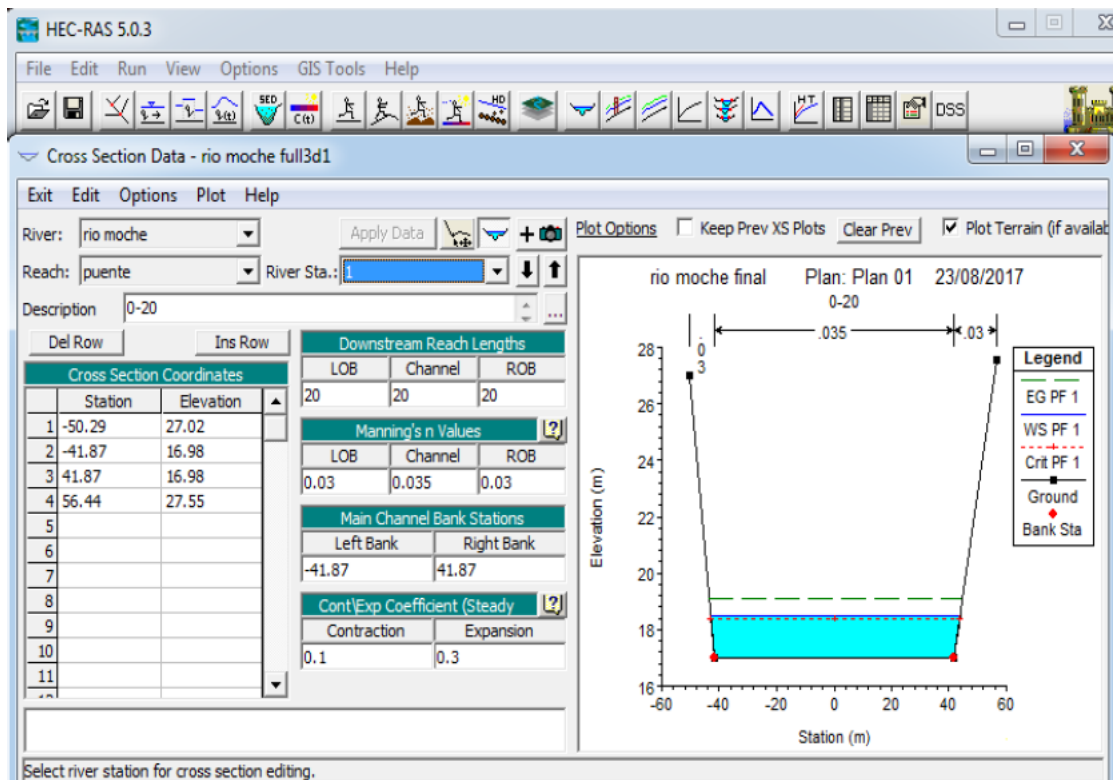 HEC-RAS 5.0.3
File Edit Run View Options GIS Tools Help
SED C(t) HD HT DSS
Cross Section Data - rio moche full3d1
Exit Edit Options Plot Help
River: rio moche Apply Data Plot Options Keep Prev XS Plots Clear Prev Plot Terrain (if availab
Reach: puente River Sta.: 1
Description 0-20 ...
Del Row Ins Row
Cross Section Coordinates
Station Elevation
1 -50.29 27.02
2 -41.87 16.98
3 41.87 16.98
4 56.44 27.55
5
6
7
8
9
10
11
Downstream Reach Lengths
LOB Channel ROB
20 20 20
Manning's n Values
LOB Channel ROB
0.03 0.035 0.03
Main Channel Bank Stations
Left Bank Right Bank
-41.87 41.87
Cont\Exp Coefficient (Steady
Contraction Expansion
0.1 0.3
rio moche final Plan: Plan 01 23/08/2017
0-20
.03 .035 .03
28
26
24
22
20
18
16
Elevation (m)
-60 -40 -20 0 20 40 60
Station (m)
Legend
EG PF 1
WS PF 1
Crit PF 1
Ground
Bank Sta
Select river station for cross section editing.